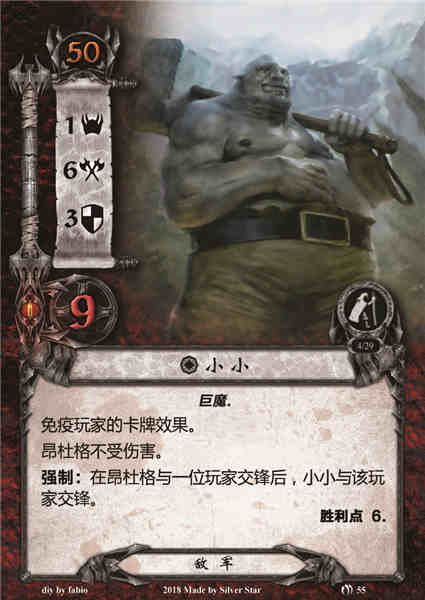 50
1
6
3
9
4/29
小小
巨魔.
免疫玩家的卡牌效果。
昂杜格不受伤害。
强制：在昂杜格与一位玩家交锋后，小小与该玩
家交锋。
胜利点 6.
敌军
diy by fabio 2018 Made by Silver Star 55